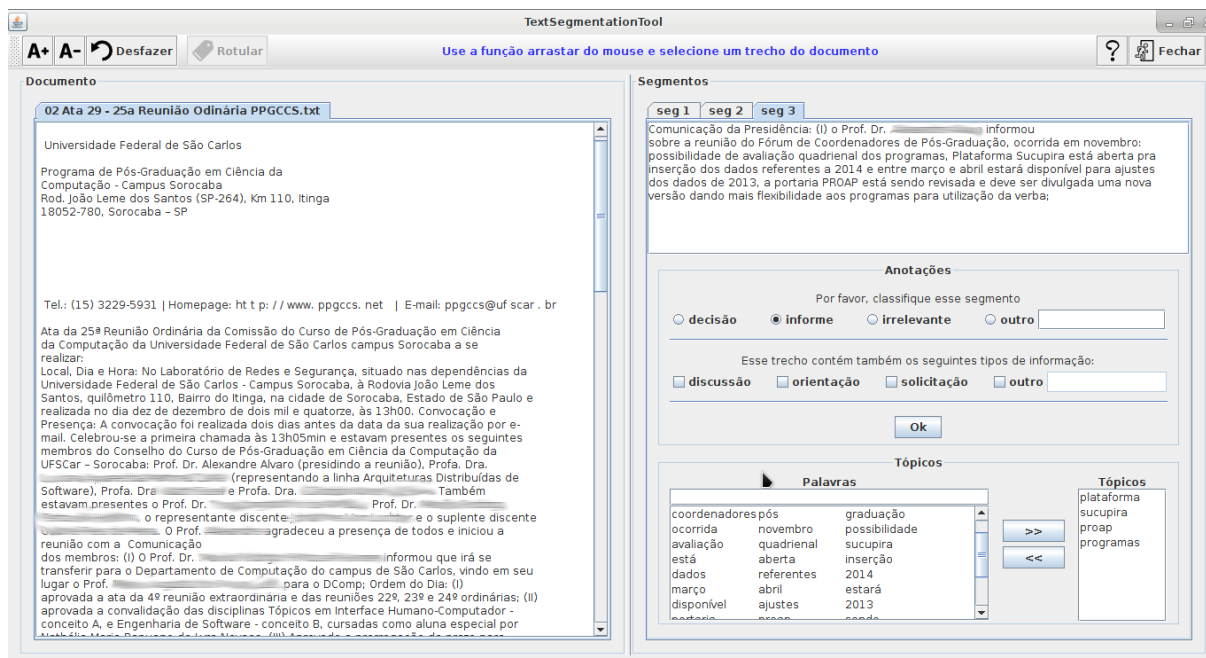 TextSegmentationTool
A+ A- Desfazer Rotular Use a função arrastar do mouse e selecione um trecho do documento ? Fechar
Documento
02 Ata 29 - 25a Reunião Odinária PPGCCS.txt
Universidade Federal de São Carlos
Programa de Pós-Graduação em Ciência da
Computação - Campus Sorocaba
Rod. João Leme dos Santos (SP-264), Km 110, Itinga
18052-780, Sorocaba – SP
Tel.: (15) 3229-5931 | Homepage: ht t p: / / www. ppgccs. net | E-mail: ppgccs@uf scar . br
Ata da 25ª Reunião Ordinária da Comissão do Curso de Pós-Graduação em Ciência
da Computação da Universidade Federal de São Carlos campus Sorocaba a se
realizar:
Local, Dia e Hora: No Laboratório de Redes e Segurança, situado nas dependências da
Universidade Federal de São Carlos - Campus Sorocaba, à Rodovia João Leme dos
Santos, quilômetro 110, Bairro do Itinga, na cidade de Sorocaba, Estado de São Paulo e
realizada no dia dez de dezembro de dois mil e quatorze, às 13h00. Convocação e
Presença: A convocação foi realizada dois dias antes da data da sua realização por e-
mail. Celebrou-se a primeira chamada às 13h05min e estavam presentes os seguintes
membros do Conselho do Curso de Pós-Graduação em Ciência da Computação da
UFSCar – Sorocaba: Prof. Dr. Alexandre Alvaro (presidindo a reunião), Profa. Dra.
(representando a linha Arquiteturas Distribuídas de
Software), Profa. Dra e Profa. Dra. Também
estavam presentes o Prof. Dr. Prof. Dr.
, o representante discente e o suplente discente
. O Prof. agradeceu a presença de todos e iniciou a
reunião com a Comunicação
dos membros: (I) O Prof. Dr. informou que irá se
transferir para o Departamento de Computação do campus de São Carlos, vindo em seu
lugar o Prof. para o DComp; Ordem do Dia: (I)
aprovada a ata da 4º reunião extraordinária e das reuniões 22º, 23º e 24º ordinárias; (II)
aprovada a convalidação das disciplinas Tópicos em Interface Humano-Computador -
conceito A, e Engenharia de Software - conceito B, cursadas como aluna especial por
Segmentos
seg 1 seg 2 seg 3
Comunicação da Presidência: (I) o Prof. Dr. informou
sobre a reunião do Fórum de Coordenadores de Pós-Graduação, ocorrida em novembro:
possibilidade de avaliação quadrienal dos programas, Plataforma Sucupira está aberta pra
inserção dos dados referentes a 2014 e entre março e abril estará disponível para ajustes
dos dados de 2013, a portaria PROAP está sendo revisada e deve ser divulgada uma nova
versão dando mais flexibilidade aos programas para utilização da verba;
Anotações
Por favor, classifique esse segmento
decisão informe irrelevante outro
Esse trecho contém também os seguintes tipos de informação:
discussão orientação solicitação outro
Ok
Tópicos
Palavras
coordenadores pós graduação
ocorrida novembro possibilidade
avaliação quadrienal sucupira
está aberta inserção
dados referentes 2014
março abril estará
disponível ajustes 2013
>>
<<
Tópicos
plataforma
sucupira
proap
programas